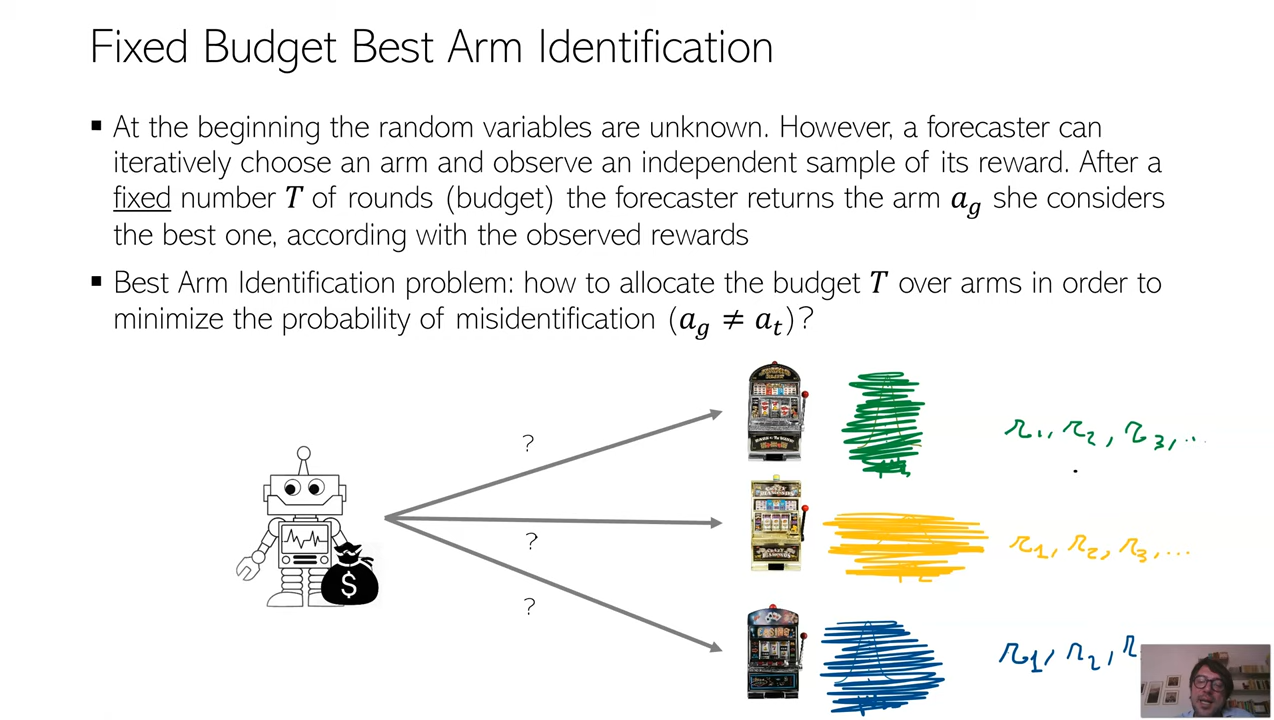 Fixed Budget Best Arm Identification
▪ At the beginning the random variables are unknown. However, a forecaster can
iteratively choose an arm and observe an independent sample of its reward. After a
fixed number T of rounds (budget) the forecaster returns the arm a_g she considers
the best one, according with the observed rewards
▪ Best Arm Identification problem: how to allocate the budget T over arms in order to
minimize the probability of misidentification (a_g ≠ a_t)?
?
r₁, r₂, r₃, ...
?
r₁, r₂, r₃, ...
$
?
r₁, r₂, r